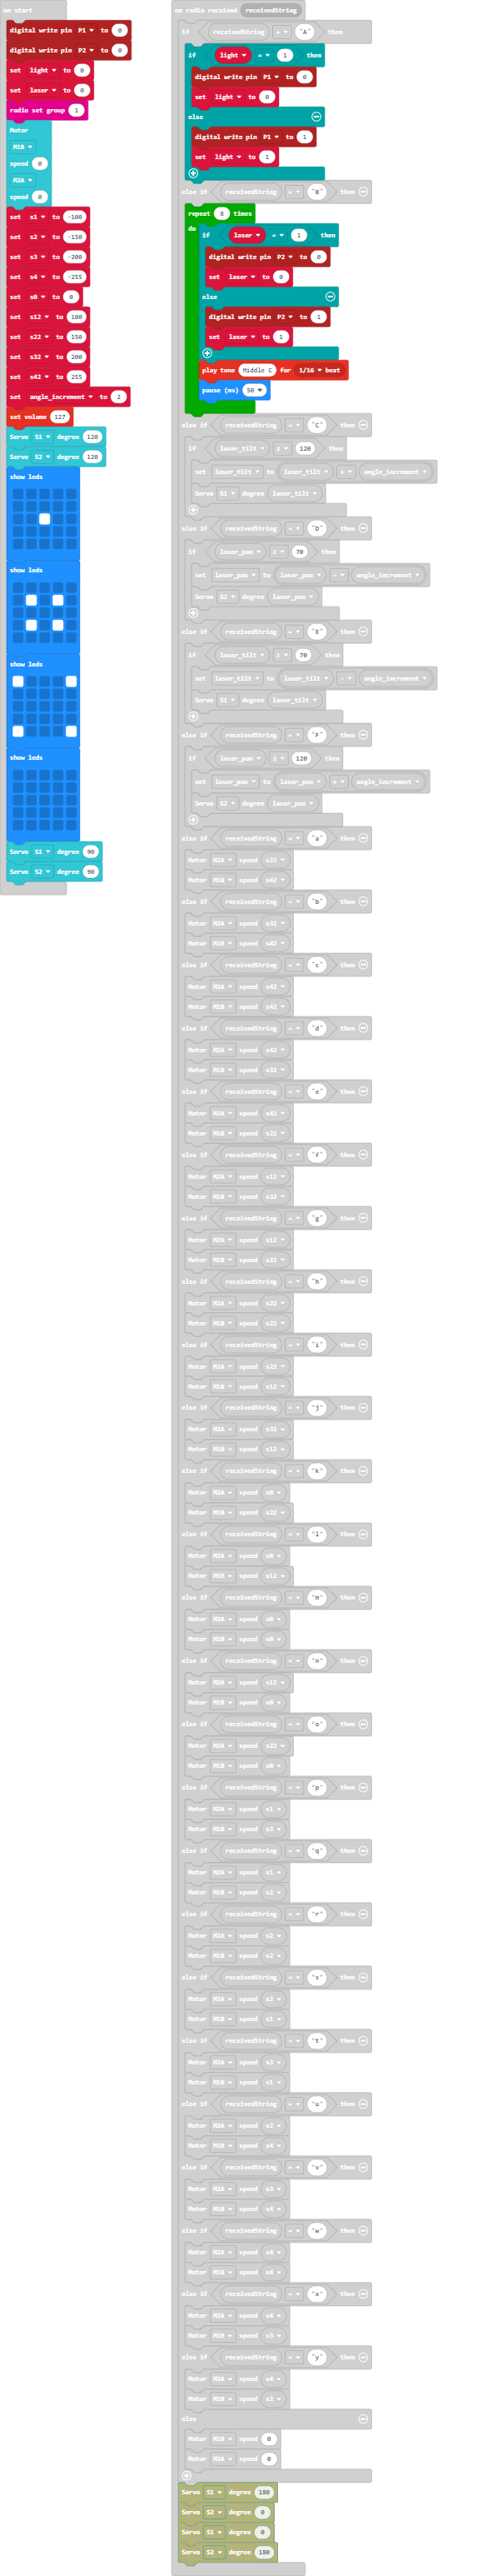 on start
digital write pin P1 to 0
digital write pin P2 to 0
set light to 0
set laser to 0
radio set group 1
Motor
M1B
speed 0
M2A
speed 0
set s1 to -100
set s2 to -150
set s3 to -200
set s4 to -255
set s0 to 0
set s12 to 100
set s22 to 150
set s32 to 200
set s42 to 255
set angle_increment to 2
set volume 127
Servo S1 degree 120
Servo S2 degree 120
show leds
show leds
show leds
show leds
Servo S1 degree 90
Servo S2 degree 90
on radio received receivedString
if receivedString = "A" then
if light = 1 then
digital write pin P1 to 0
set light to 0
else
digital write pin P1 to 1
set light to 1
else if receivedString = "B" then
repeat 8 times
do if laser = 1 then
digital write pin P2 to 0
set laser to 0
else
digital write pin P2 to 1
set laser to 1
play tone Middle C for 1/16 beat
pause (ms) 50
else if receivedString = "C" then
if laser_tilt ≤ 120 then
set laser_tilt to laser_tilt + angle_increment
Servo S1 degree laser_tilt
else if receivedString = "D" then
if laser_pan ≥ 70 then
set laser_pan to laser_pan - angle_increment
Servo S2 degree laser_pan
else if receivedString = "E" then
if laser_tilt ≥ 70 then
set laser_tilt to laser_tilt - angle_increment
Servo S1 degree laser_tilt
else if receivedString = "F" then
if laser_pan ≤ 120 then
set laser_pan to laser_pan + angle_increment
Servo S2 degree laser_pan
else if receivedString = "a" then
Motor M2A speed s22
Motor M1B speed s42
else if receivedString = "b" then
Motor M2A speed s32
Motor M1B speed s42
else if receivedString = "c" then
Motor M2A speed s42
Motor M1B speed s42
else if receivedString = "d" then
Motor M2A speed s42
Motor M1B speed s32
else if receivedString = "e" then
Motor M2A speed s42
Motor M1B speed s22
else if receivedString = "f" then
Motor M2A speed s12
Motor M1B speed s32
else if receivedString = "g" then
Motor M2A speed s12
Motor M1B speed s22
else if receivedString = "h" then
Motor M2A speed s22
Motor M1B speed s22
else if receivedString = "i" then
Motor M2A speed s22
Motor M1B speed s12
else if receivedString = "j" then
Motor M2A speed s32
Motor M1B speed s12
else if receivedString = "k" then
Motor M2A speed s0
Motor M1B speed s22
else if receivedString = "l" then
Motor M2A speed s0
Motor M1B speed s12
else if receivedString = "m" then
Motor M2A speed s0
Motor M1B speed s0
else if receivedString = "n" then
Motor M2A speed s12
Motor M1B speed s0
else if receivedString = "o" then
Motor M2A speed s22
Motor M1B speed s0
else if receivedString = "p" then
Motor M2A speed s1
Motor M1B speed s3
else if receivedString = "q" then
Motor M2A speed s1
Motor M1B speed s2
else if receivedString = "r" then
Motor M2A speed s2
Motor M1B speed s2
else if receivedString = "s" then
Motor M2A speed s2
Motor M1B speed s1
else if receivedString = "t" then
Motor M2A speed s3
Motor M1B speed s1
else if receivedString = "u" then
Motor M2A speed s2
Motor M1B speed s4
else if receivedString = "v" then
Motor M2A speed s3
Motor M1B speed s4
else if receivedString = "w" then
Motor M2A speed s4
Motor M1B speed s4
else if receivedString = "x" then
Motor M2A speed s4
Motor M1B speed s3
else if receivedString = "y" then
Motor M2A speed s4
Motor M1B speed s2
else
Motor M1B speed 0
Motor M2A speed 0
Servo S1 degree 180
Servo S2 degree 0
Servo S1 degree 0
Servo S2 degree 180